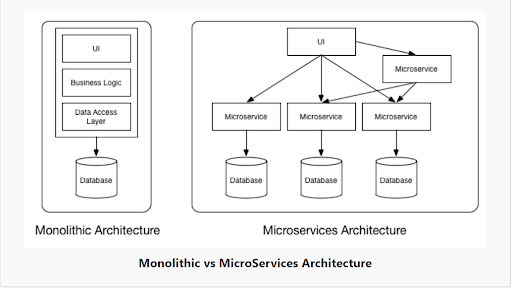 UI
Business Logic
Data Access
Layer
Database
Monolithic Architecture
UI
Microservice
Microservice
Microservice
Microservice
Database
Database
Database
Microservices Architecture
Monolithic vs MicroServices Architecture